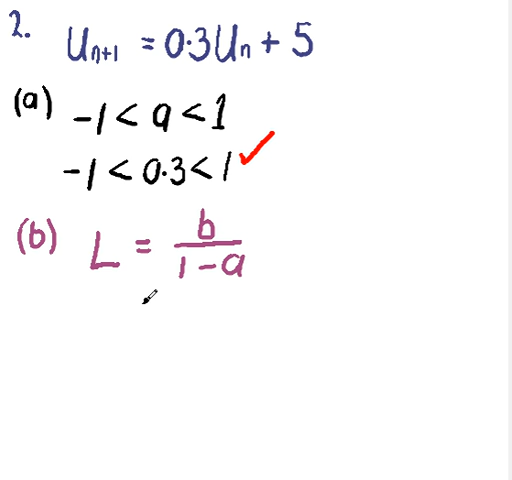 2. Uₙ₊₁ = 0.3Uₙ + 5
(a) -1 < a < 1
-1 < 0.3 < 1 ✓
(b) L = b/(1-a)